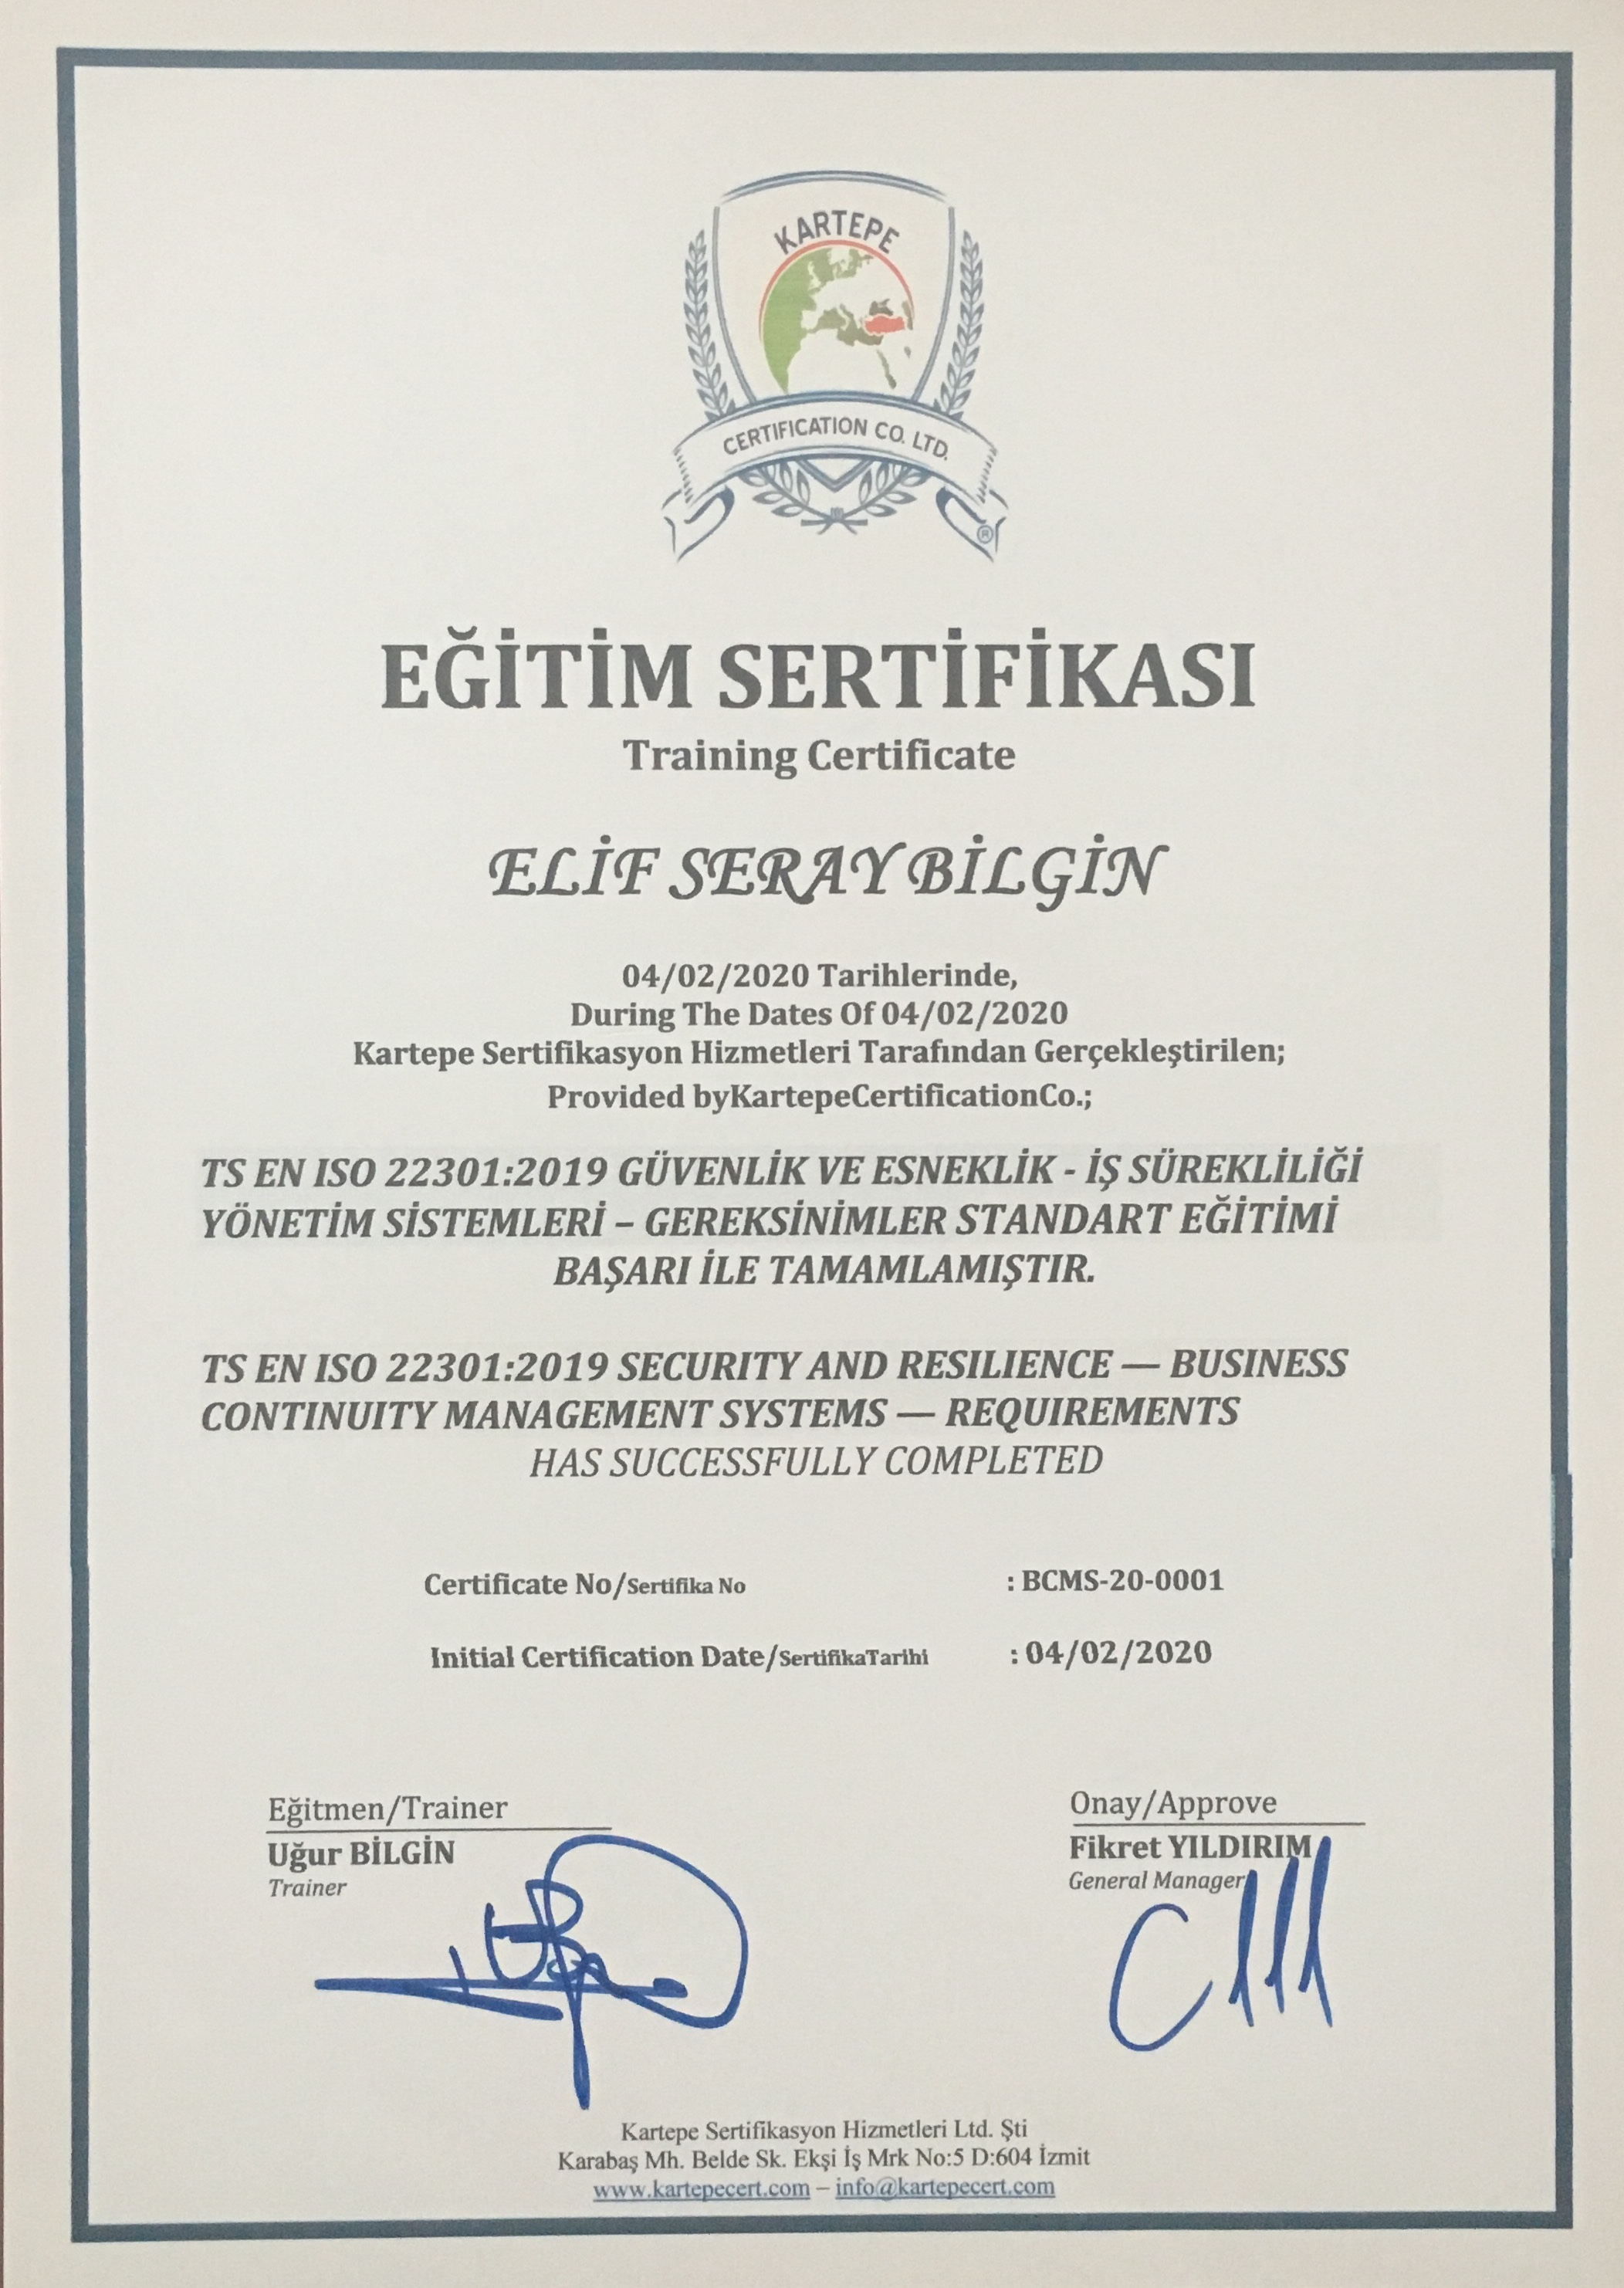 KARTEPE
CERTIFICATION CO. LTD.
®
EĞİTİM SERTİFİKASI
Training Certificate
ELİF SERAY BİLGİN
04/02/2020 Tarihlerinde,
During The Dates Of 04/02/2020
Kartepe Sertifikasyon Hizmetleri Tarafından Gerçekleştirilen;
Provided byKartepeCertificationCo.;
TS EN ISO 22301:2019 GÜVENLİK VE ESNEKLİK - İŞ SÜREKLİLİĞİ
YÖNETİM SİSTEMLERİ – GEREKSİNİMLER STANDART EĞİTİMİ
BAŞARI İLE TAMAMLAMIŞTIR.
TS EN ISO 22301:2019 SECURITY AND RESILIENCE — BUSINESS
CONTINUITY MANAGEMENT SYSTEMS — REQUIREMENTS
HAS SUCCESSFULLY COMPLETED
Certificate No/Sertifika No : BCMS-20-0001
Initial Certification Date/SertifikaTarihi : 04/02/2020
Eğitmen/Trainer
Uğur BİLGİN
Trainer
Onay/Approve
Fikret YILDIRIM
General Manager
Kartepe Sertifikasyon Hizmetleri Ltd. Şti
Karabaş Mh. Belde Sk. Ekşi İş Mrk No:5 D:604 İzmit
www.kartepecert.com – info@kartepecert.com